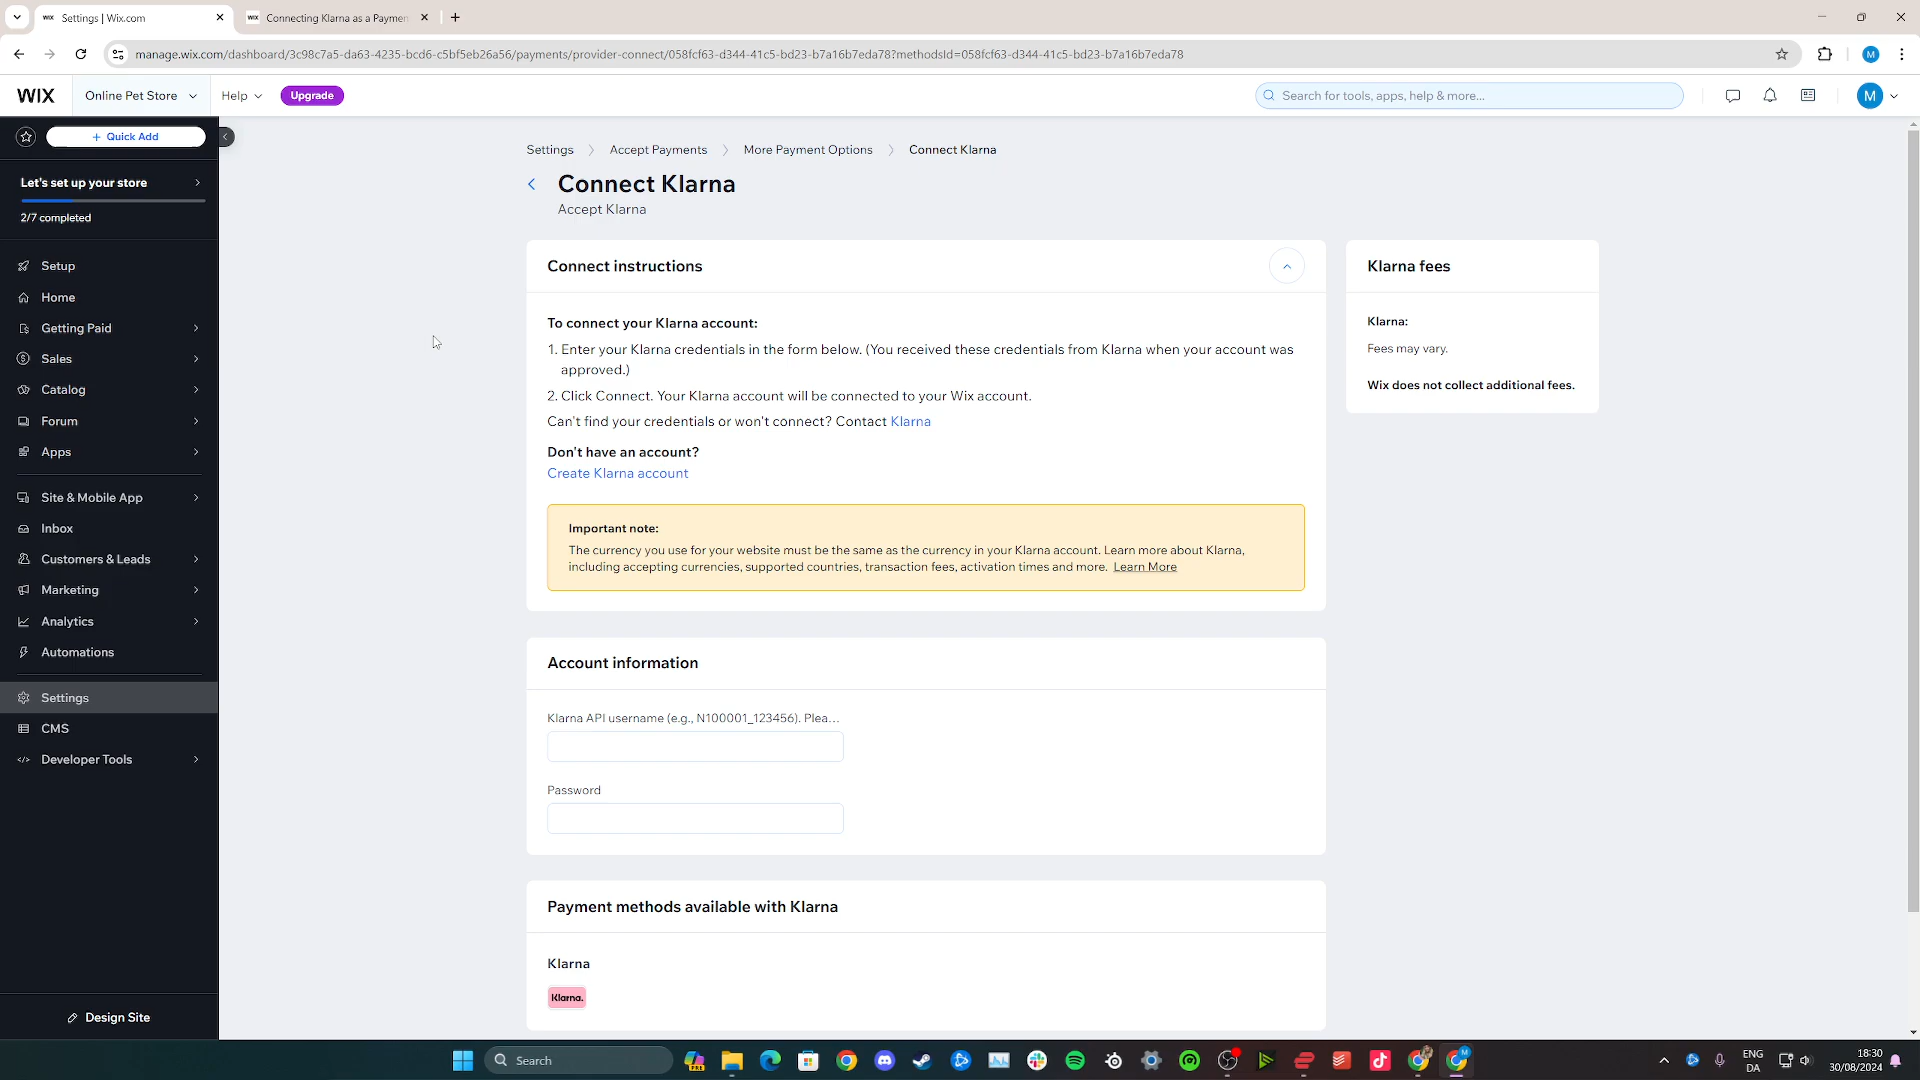 Settings | Wix.com
Connecting Klarna as a Paymen
manage.wix.com/dashboard/3c98c7a5-da63-4235-bcd6-c5bf5eb26a56/payments/provider-connect/058fcf63-d344-41c5-bd23-b7a16b7eda78?methodsId=058fcf63-d344-41c5-bd23-b7a16b7eda78
M
WIX
Online Pet Store
Help
Upgrade
Search for tools, apps, help & more...
M
+ Quick Add
Let's set up your store
2/7 completed
Setup
Home
Getting Paid
Sales
Catalog
Forum
Apps
Site & Mobile App
Inbox
Customers & Leads
Marketing
Analytics
Automations
Settings
CMS
Developer Tools
Design Site
Settings
Accept Payments
More Payment Options
Connect Klarna
Connect Klarna
Accept Klarna
Connect instructions
To connect your Klarna account:
1. Enter your Klarna credentials in the form below. (You received these credentials from Klarna when your account was
approved.)
2. Click Connect. Your Klarna account will be connected to your Wix account.
Can't find your credentials or won't connect? Contact Klarna
Don't have an account?
Create Klarna account
Important note:
The currency you use for your website must be the same as the currency in your Klarna account. Learn more about Klarna,
including accepting currencies, supported countries, transaction fees, activation times and more. Learn More
Klarna fees
Klarna:
Fees may vary.
Wix does not collect additional fees.
Account information
Klarna API username (e.g., N100001_123456). Plea...
Password
Payment methods available with Klarna
Klarna
Klarna.
Search
ENG
DA
18:30
30/08/2024